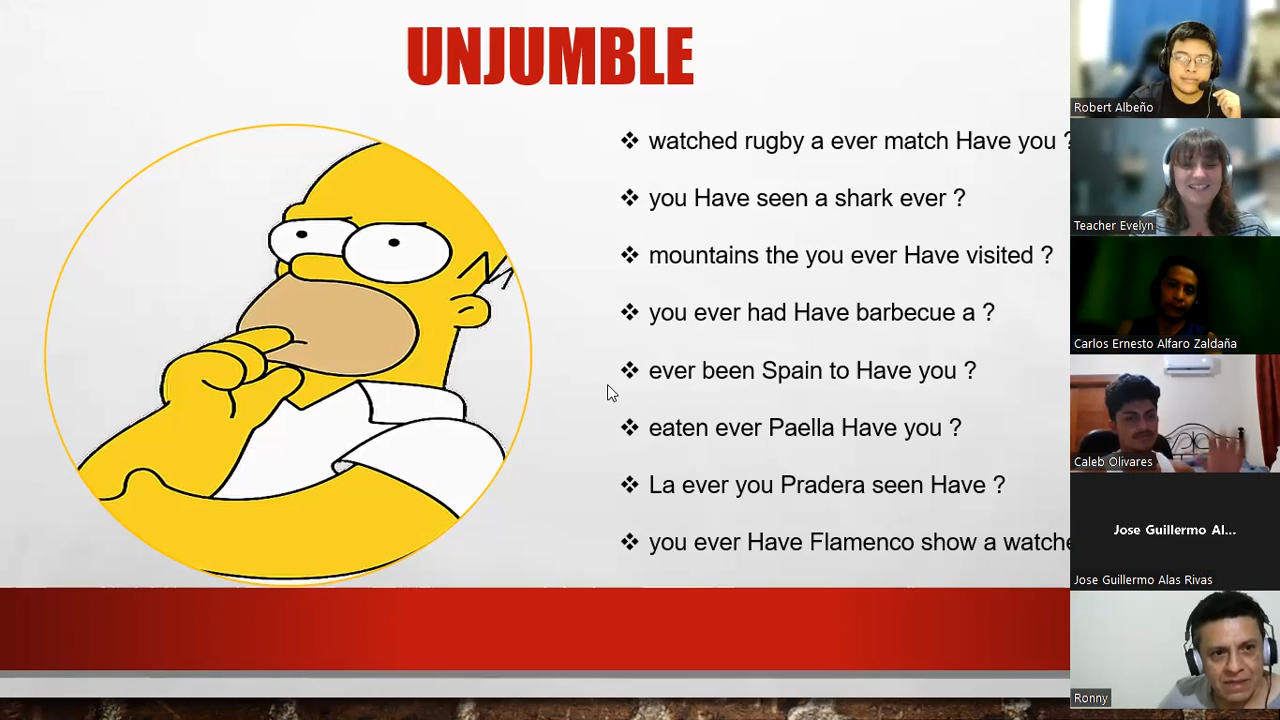 UNJUMBLE
watched rugby a ever match Have you ?
you Have seen a shark ever ?
mountains the you ever Have visited ?
you ever had Have barbecue a ?
ever been Spain to Have you ?
eaten ever Paella Have you ?
La ever you Pradera seen Have ?
you ever Have Flamenco show a watche
Robert Albeño
Teacher Evelyn
Carlos Ernesto Alfaro Zaldaña
Caleb Olivares
Jose Guillermo Al...
Jose Guillermo Alas Rivas
Ronny